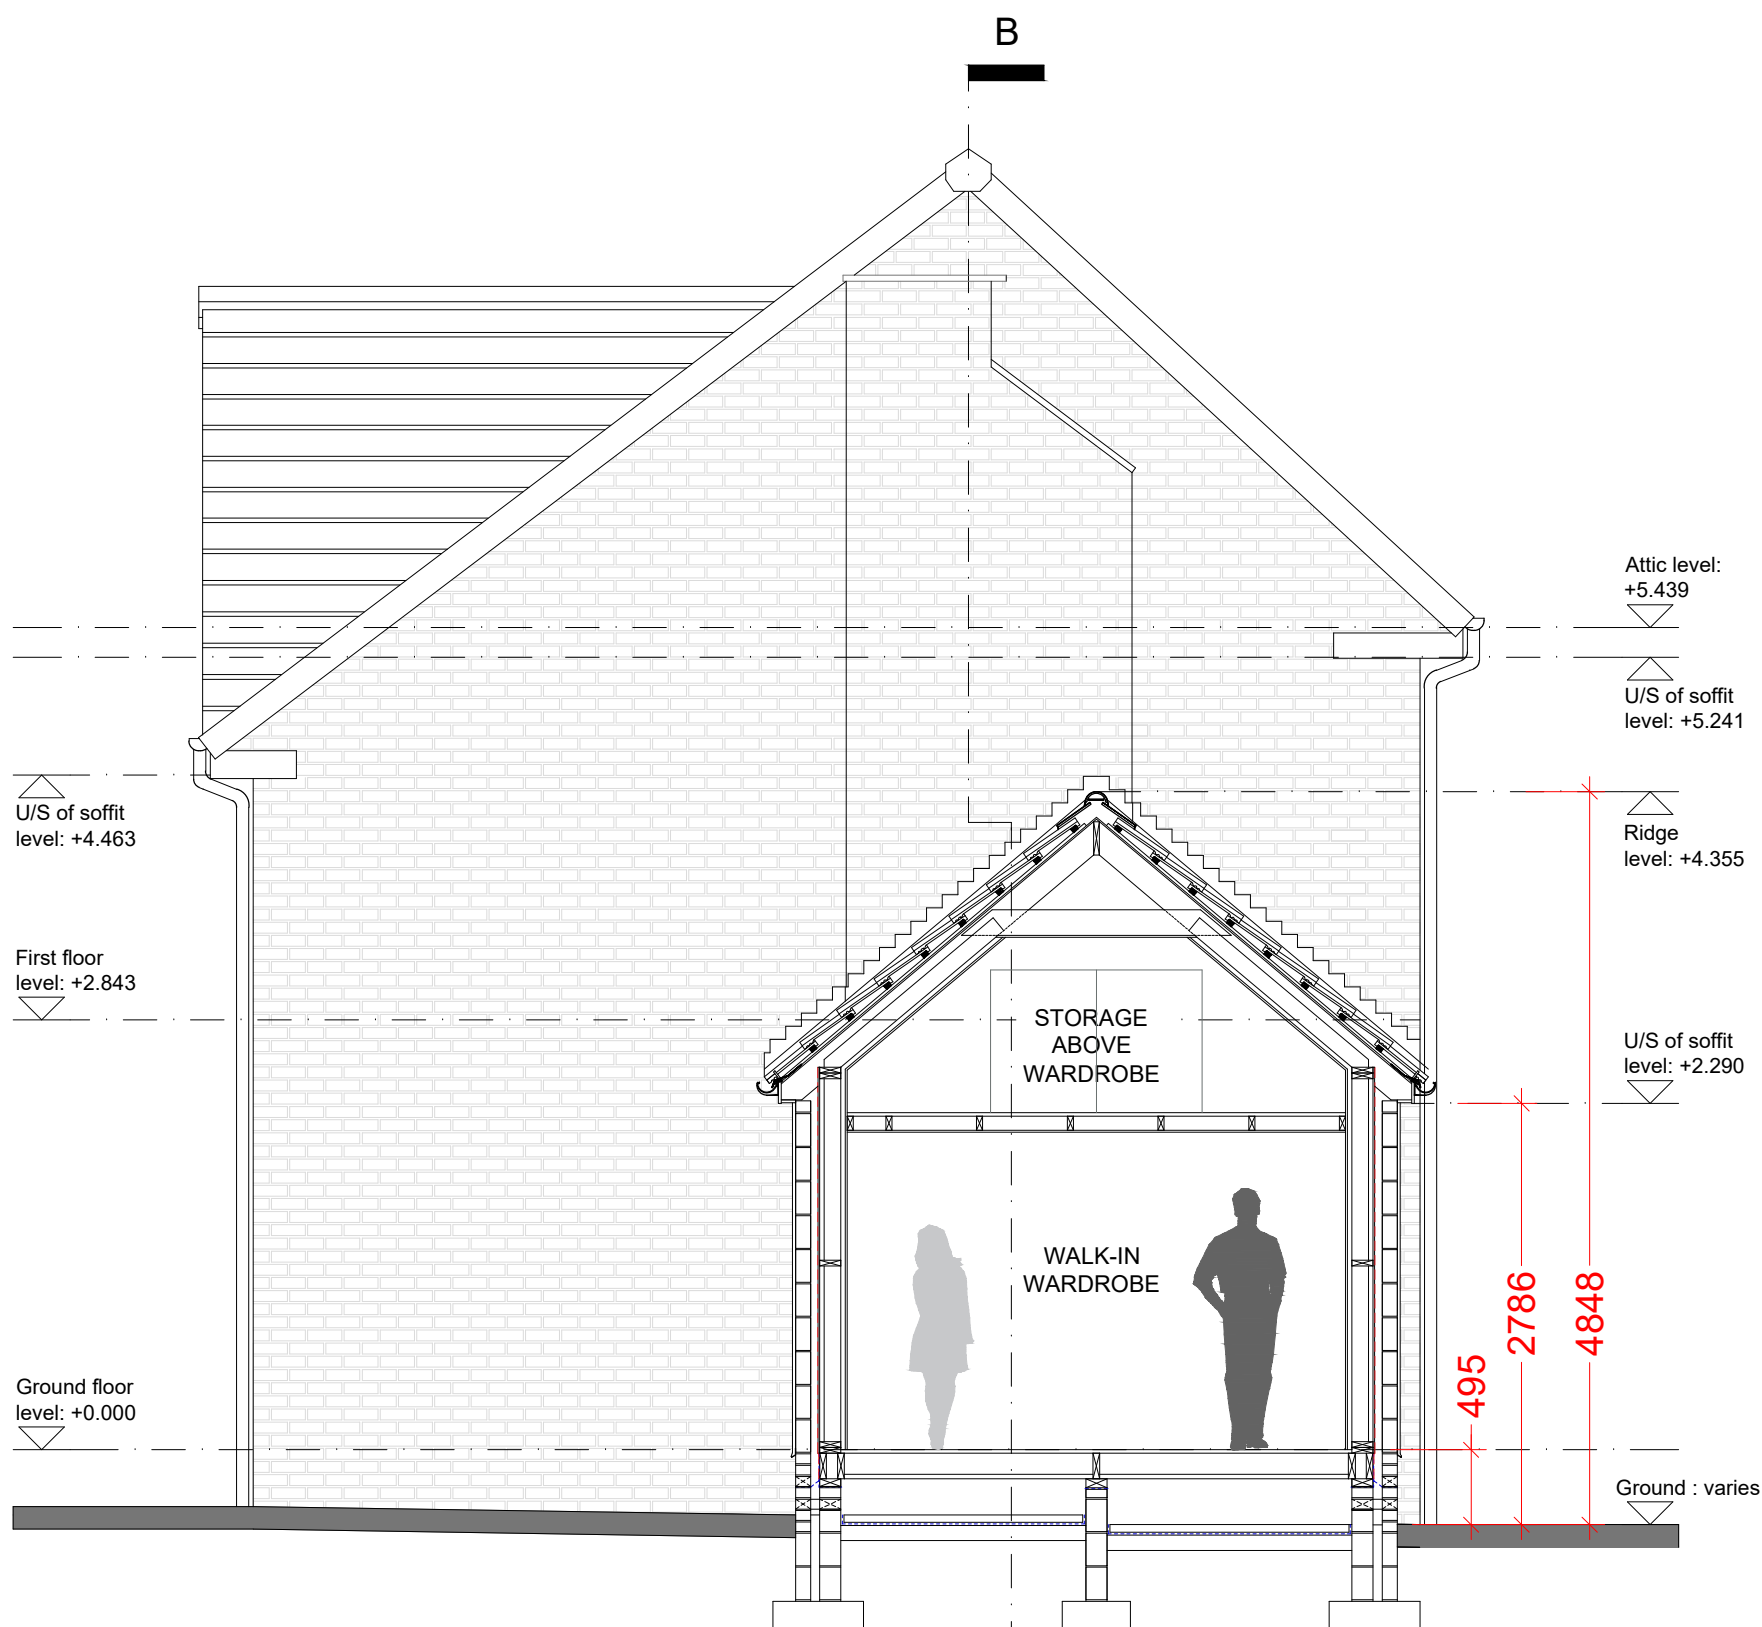 B
Attic level:
+5.439
U/S of soffit
level: +5.241
U/S of soffit
level: +4.463
Ridge
level: +4.355
First floor
level: +2.843
STORAGE
ABOVE
WARDROBE
U/S of soffit
level: +2.290
WALK-IN
WARDROBE
2786
4848
495
Ground floor
level: +0.000
Ground : varies